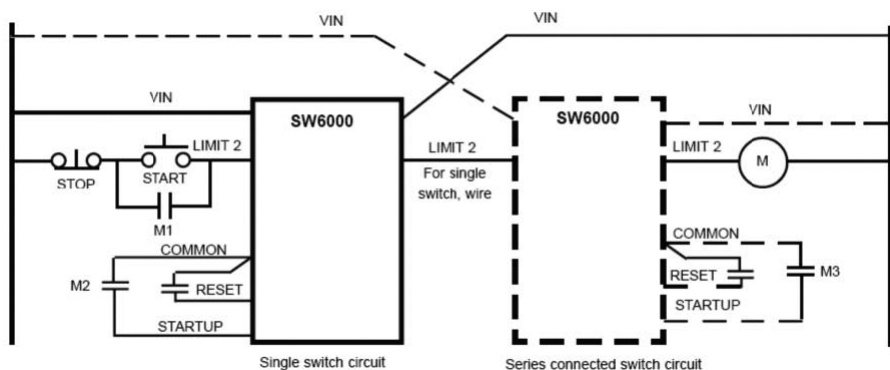 VIN
VIN
VIN
SW6000
SW6000
VIN
LIMIT 2
LIMIT 2
LIMIT 2
STOP
START
For single
switch, wire
M
M1
COMMON
COMMON
M2
RESET
RESET
M3
STARTUP
STARTUP
Single switch circuit
Series connected switch circuit